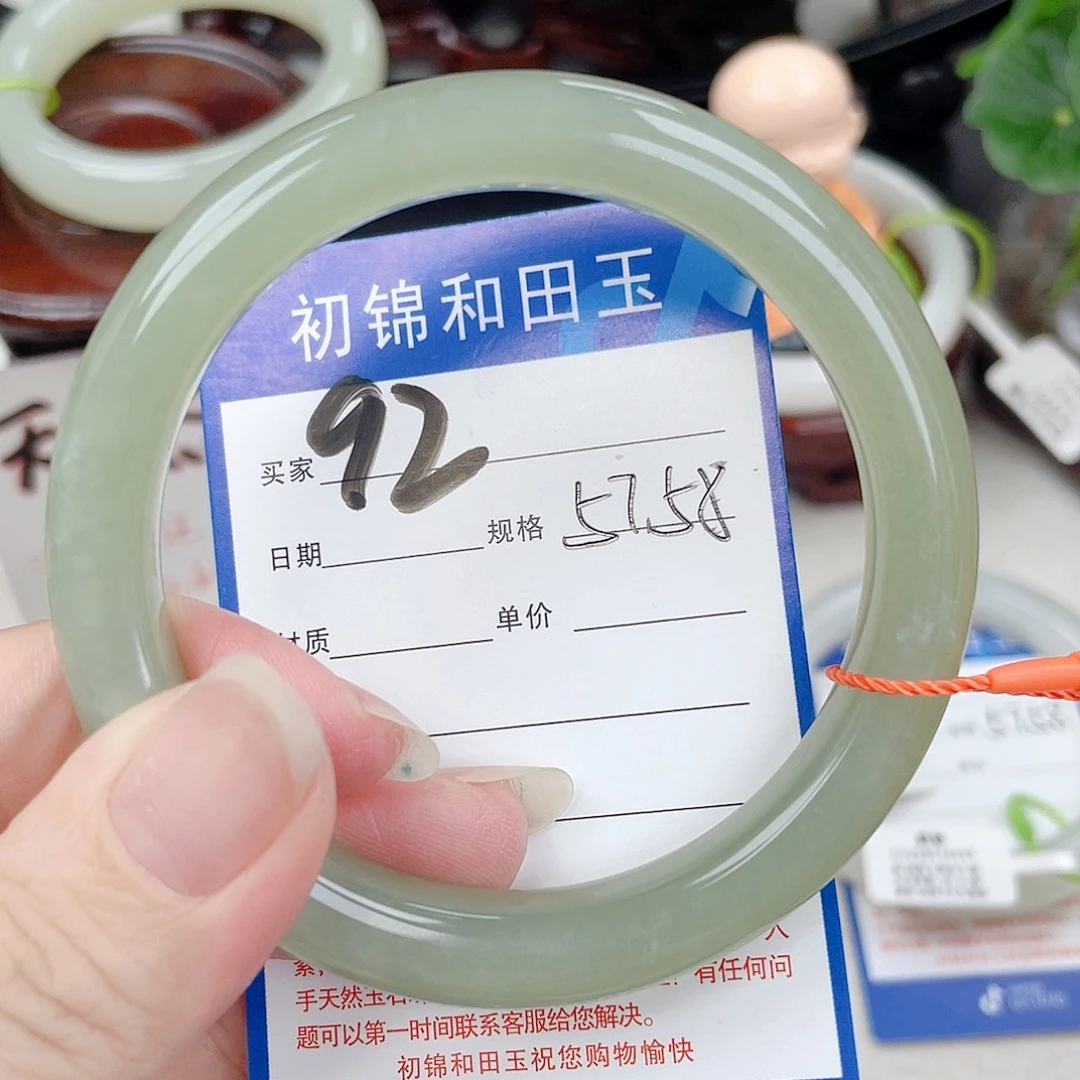 初锦和田玉
买家 92
日期 规格 5758
材质 单价
手天然玉石
有任何问
题可以第一时间联系客服给您解决。
初锦和田玉祝您购物愉快